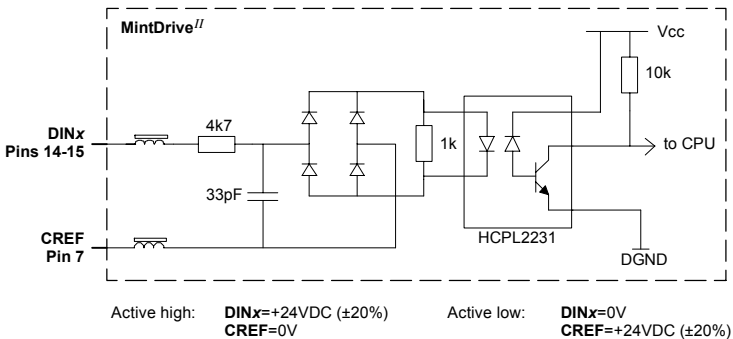 MintDrive II
Vcc
10k
4k7
DINx
Pins 14-15
1k
to CPU
33pF
CREF
Pin 7
HCPL2231
DGND
Active high: DINx=+24VDC (±20%) Active low: DINx=0V
CREF=0V CREF=+24VDC (±20%)